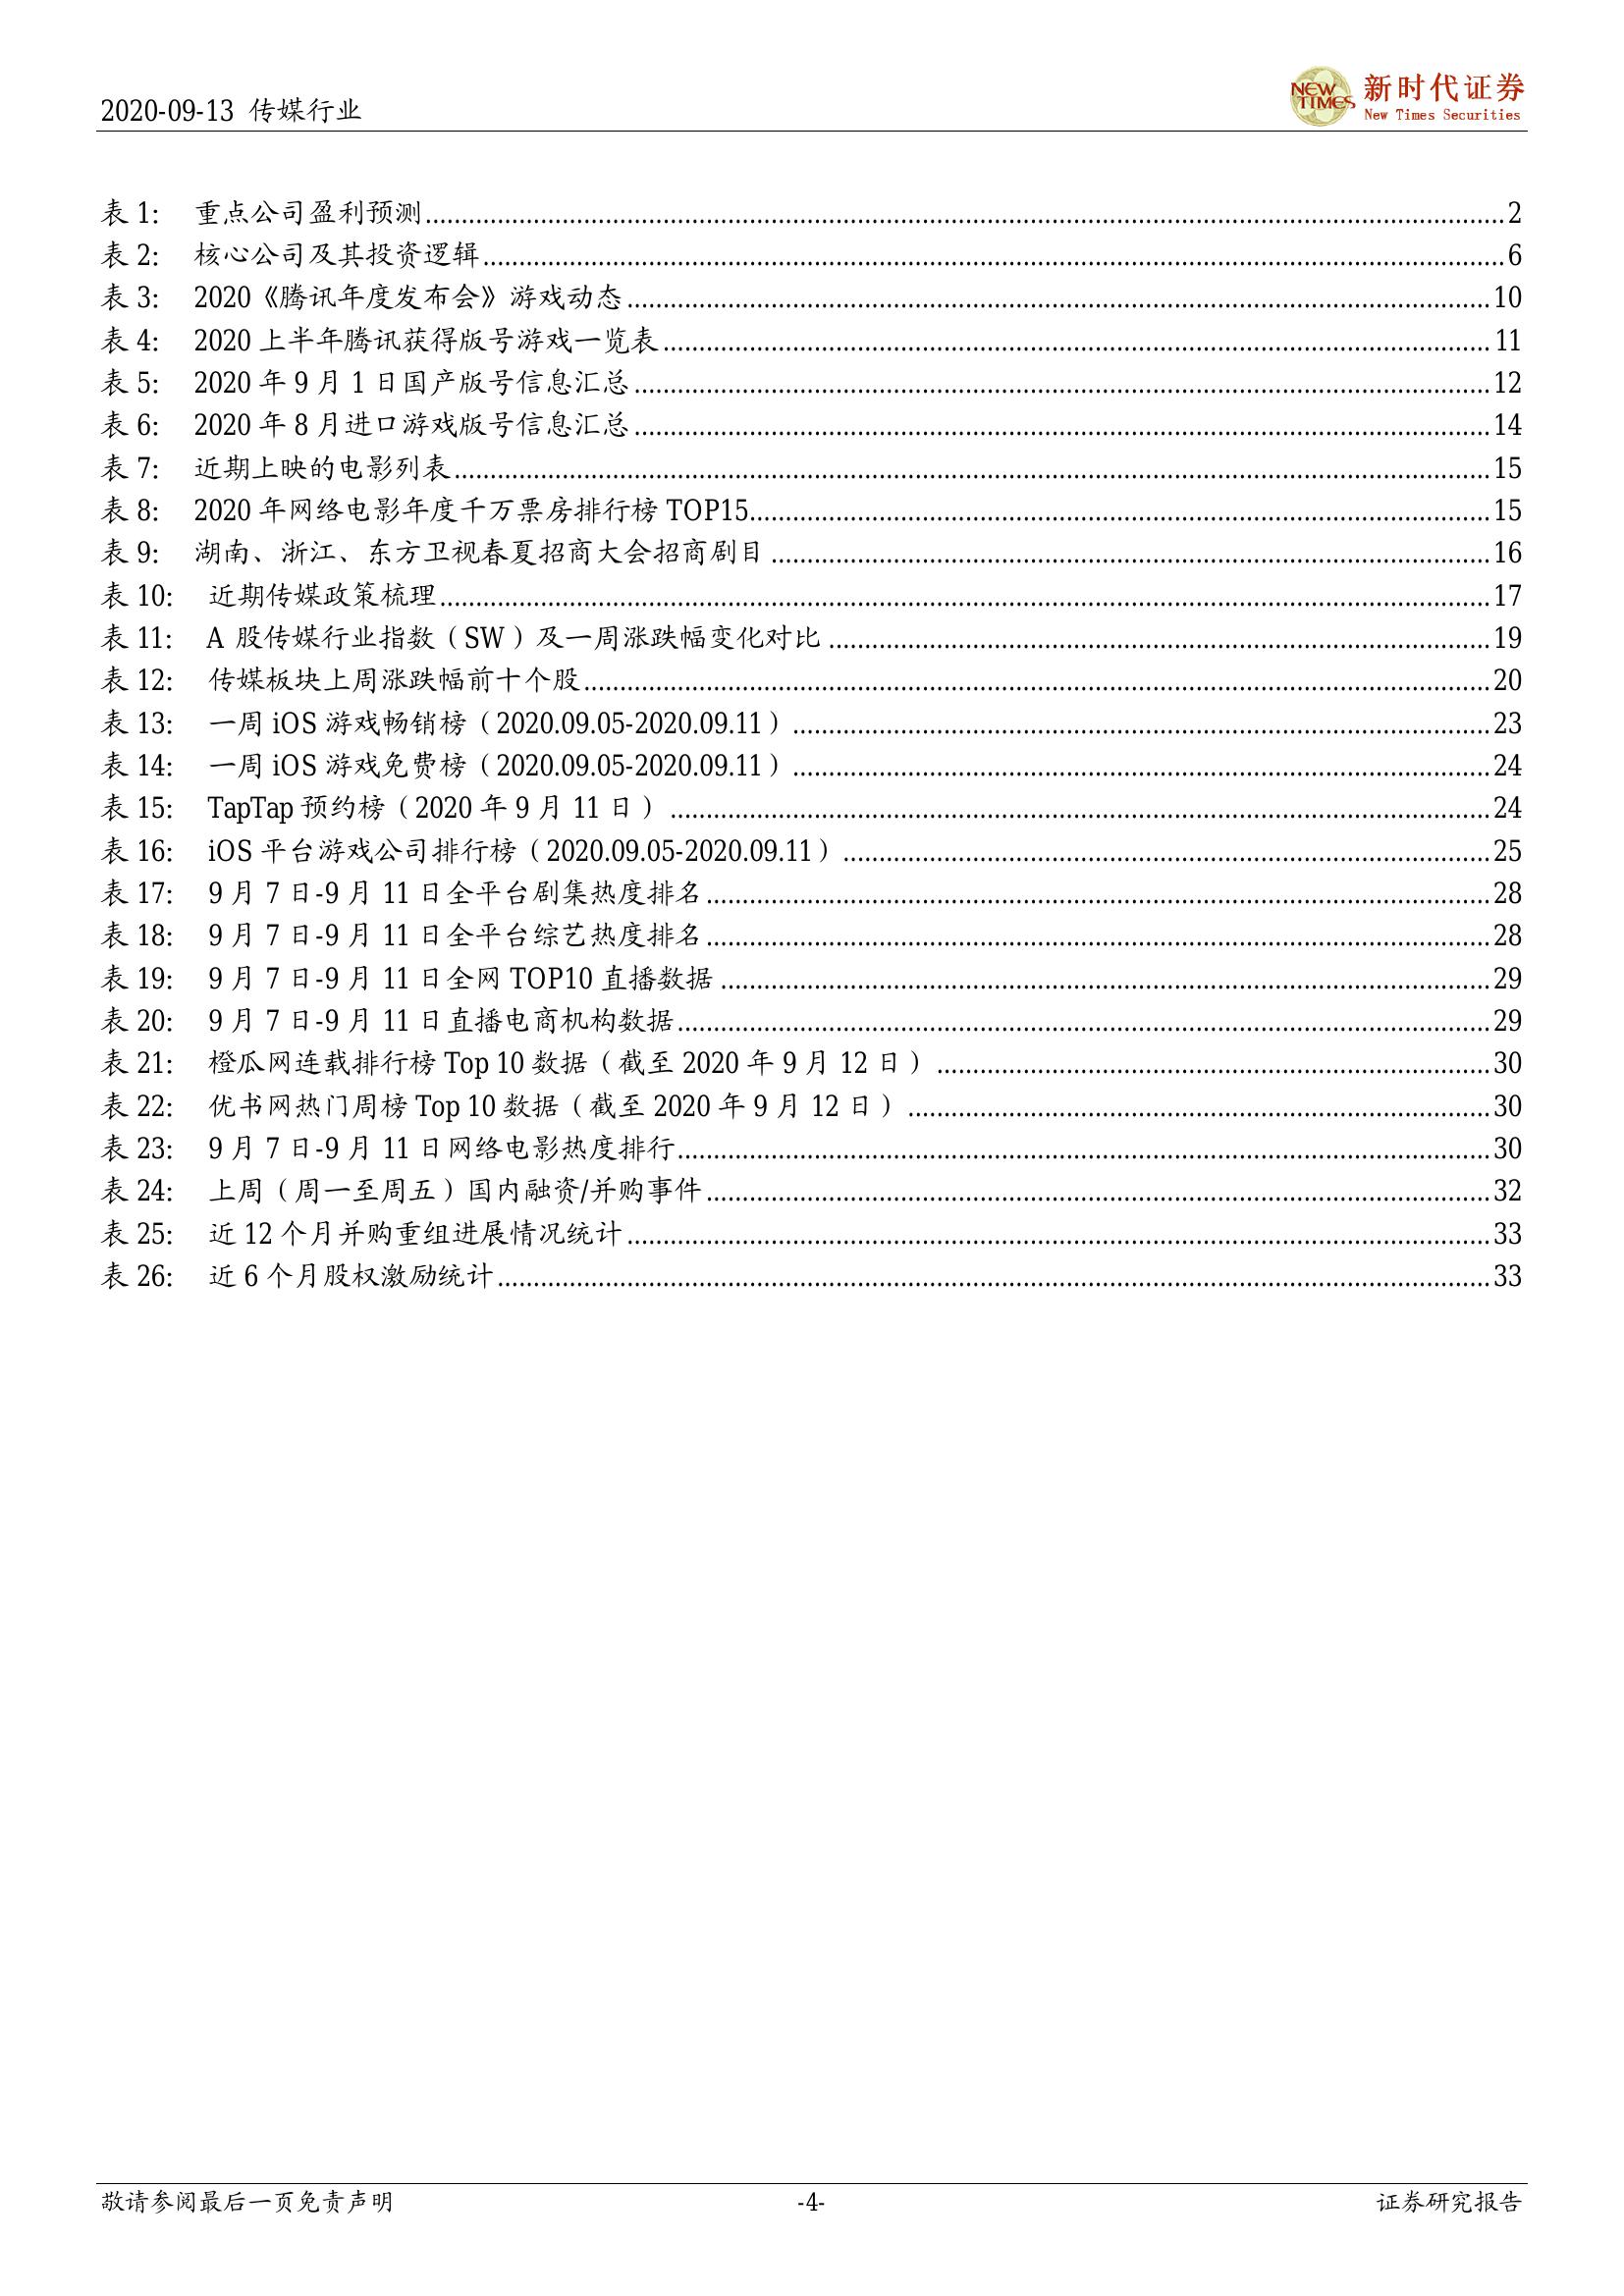 2020-09-13 传媒行业
NEW TIMES 新时代证券
New Times Securities
表 1: 重点公司盈利预测 2
表 2: 核心公司及其投资逻辑 6
表 3: 2020《腾讯年度发布会》游戏动态 10
表 4: 2020 上半年腾讯获得版号游戏一览表 11
表 5: 2020 年 9 月 1 日国产版号信息汇总 12
表 6: 2020 年 8 月进口游戏版号信息汇总 14
表 7: 近期上映的电影列表 15
表 8: 2020 年网络电影年度千万票房排行榜 TOP15 15
表 9: 湖南、浙江、东方卫视春夏招商大会招商剧目 16
表 10: 近期传媒政策梳理 17
表 11: A 股传媒行业指数（SW）及一周涨跌幅变化对比 19
表 12: 传媒板块上周涨跌幅前十个股 20
表 13: 一周 iOS 游戏畅销榜（2020.09.05-2020.09.11） 23
表 14: 一周 iOS 游戏免费榜（2020.09.05-2020.09.11） 24
表 15: TapTap 预约榜（2020 年 9 月 11 日） 24
表 16: iOS 平台游戏公司排行榜（2020.09.05-2020.09.11） 25
表 17: 9 月 7 日-9 月 11 日全平台剧集热度排名 28
表 18: 9 月 7 日-9 月 11 日全平台综艺热度排名 28
表 19: 9 月 7 日-9 月 11 日全网 TOP10 直播数据 29
表 20: 9 月 7 日-9 月 11 日直播电商机构数据 29
表 21: 橙瓜网连载排行榜 Top 10 数据（截至 2020 年 9 月 12 日） 30
表 22: 优书网热门周榜 Top 10 数据（截至 2020 年 9 月 12 日） 30
表 23: 9 月 7 日-9 月 11 日网络电影热度排行 30
表 24: 上周（周一至周五）国内融资/并购事件 32
表 25: 近 12 个月并购重组进展情况统计 33
表 26: 近 6 个月股权激励统计 33
敬请参阅最后一页免责声明 -4- 证券研究报告